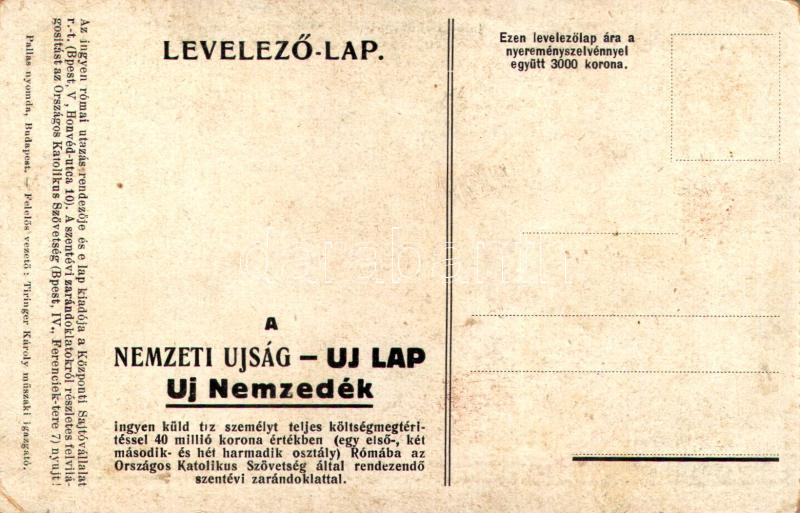 LEVELEZŐ-LAP.
Ezen levelezőlap ára a
nyereményszelvénnyel
együtt 3000 korona.
A
NEMZETI UJSÁG – UJ LAP
Uj Nemzedék
ingyen küld tiz személyt teljes költségmegtéri-
téssel 40 millió korona értékben (egy első-, két
második- és hét harmadik osztály) Rómába az
Országos Katolikus Szövetség által rendezendő
szentévi zarándoklattal.
Az ingyen római utazás rendezője és e lap kiadója a Központi Sajtóvállalat
r.-t. (Bpest, V, Honvéd-utca 10). A szentévi zarándoklatokról részletes felvilá-
gositást az Országos Katolikus Szövetség (Bpest, IV., Ferenciek-tere 7) nyujt!
Pallas nyomda, Budapest. — Felelős vezető: Tiringer Károly műszaki igazgató.
darabanth